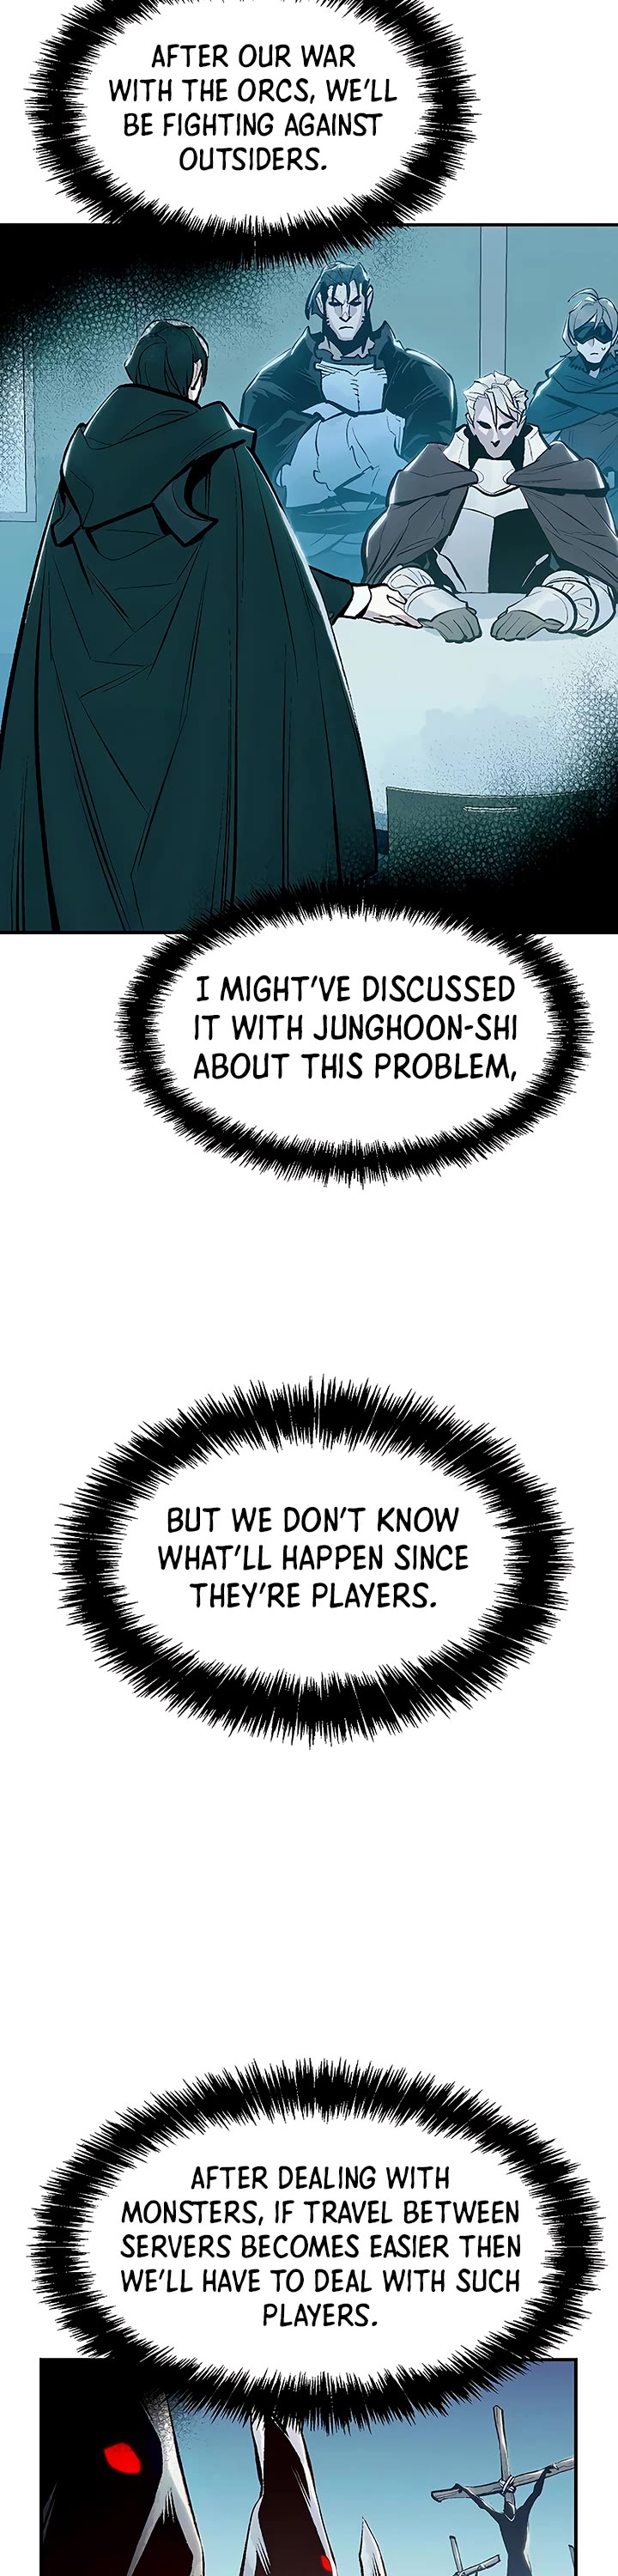 AFTER OUR WAR
WITH THE ORCS, WE'LL
BE FIGHTING AGAINST
OUTSIDERS.
I MIGHT'VE DISCUSSED
IT WITH JUNGHOON-SHI
ABOUT THIS PROBLEM,
BUT WE DON'T KNOW
WHAT'LL HAPPEN SINCE
THEY'RE PLAYERS.
AFTER DEALING WITH
MONSTERS, IF TRAVEL BETWEEN
SERVERS BECOMES EASIER THEN
WE'LL HAVE TO DEAL WITH SUCH
PLAYERS.